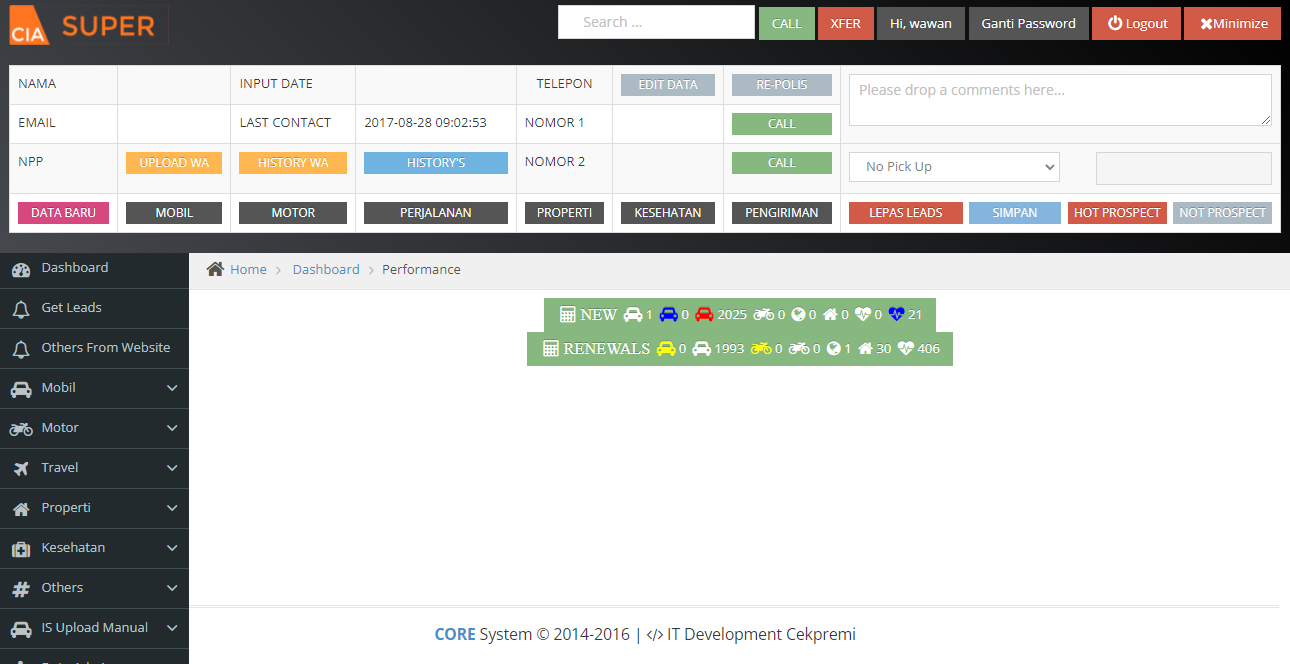 CIA SUPER
Search ... CALL XFER Hi, wawan Ganti Password Logout Minimize
NAMA INPUT DATE TELEPON EDIT DATA RE-POLIS Please drop a comments here...
EMAIL LAST CONTACT 2017-08-28 09:02:53 NOMOR 1 CALL
NPP UPLOAD WA HISTORY WA HISTORY'S NOMOR 2 CALL No Pick Up
DATA BARU MOBIL MOTOR PERJALANAN PROPERTI KESEHATAN PENGIRIMAN LEPAS LEADS SIMPAN HOT PROSPECT NOT PROSPECT
Dashboard
Get Leads
Others From Website
Mobil
Motor
Travel
Properti
Kesehatan
Others
IS Upload Manual
Home Dashboard Performance
NEW 1 0 2025 0 0 0 0 21
RENEWALS 0 1993 0 0 1 30 406
CORE System © 2014-2016 | </> IT Development Cekpremi